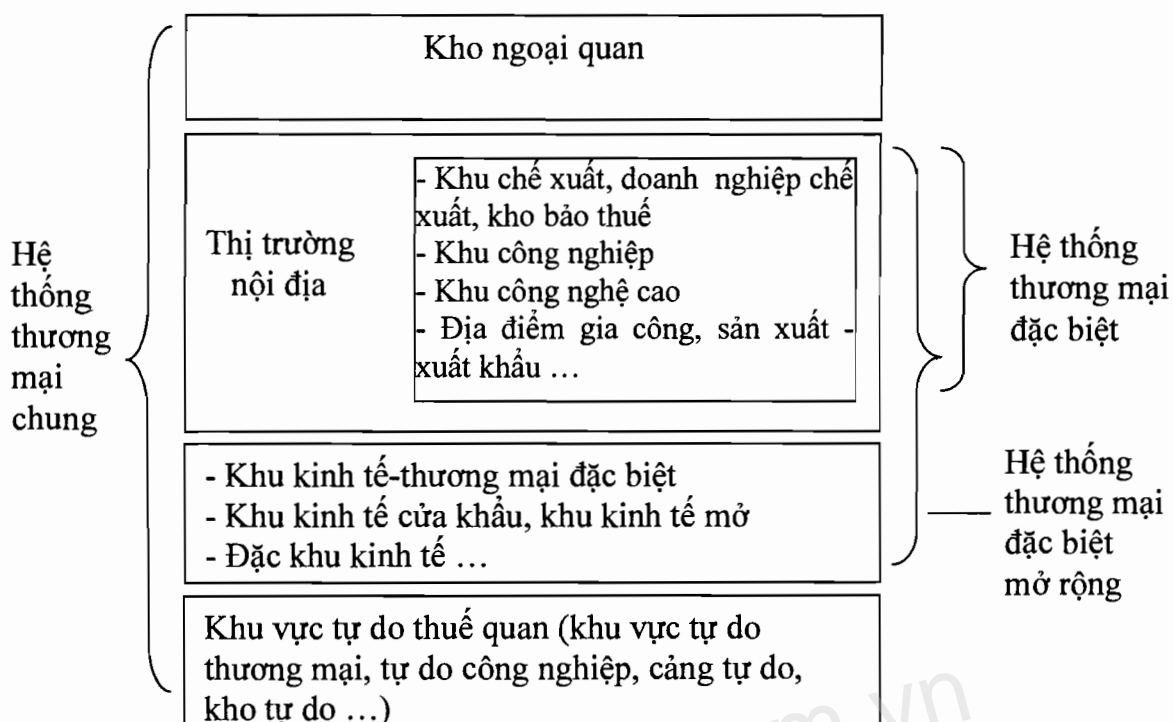 Kho ngoại quan
Hệ
thống
thương
mại
chung
Thị trường
nội địa
- Khu chế xuất, doanh nghiệp chế
xuất, kho bảo thuế
- Khu công nghiệp
- Khu công nghệ cao
- Địa điểm gia công, sản xuất -
xuất khẩu ...
Hệ thống
thương mại
đặc biệt
- Khu kinh tế-thương mại đặc biệt
- Khu kinh tế cửa khẩu, khu kinh tế mở
- Đặc khu kinh tế ...
Hệ thống
thương mại
đặc biệt
mở rộng
Khu vực tự do thuế quan (khu vực tự do
thương mại, tự do công nghiệp, cảng tự do,
kho tự do ...)